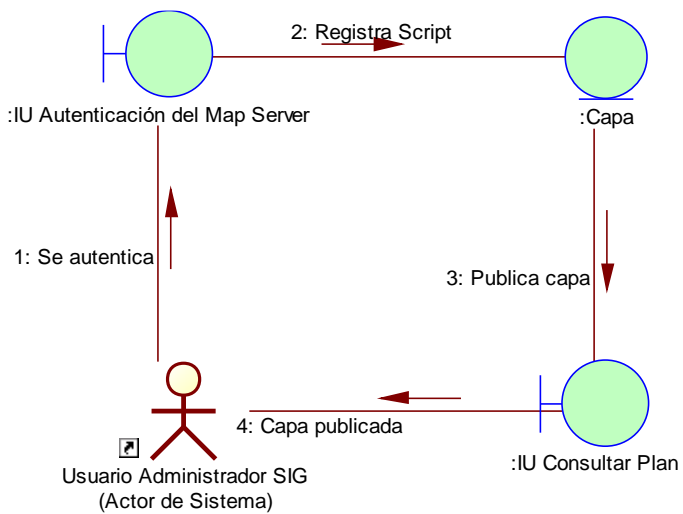 2: Registra Script
:IU Autenticación del Map Server
:Capa
1: Se autentica
3: Publica capa
4: Capa publicada
:IU Consultar Plan
Usuario Administrador SIG
(Actor de Sistema)